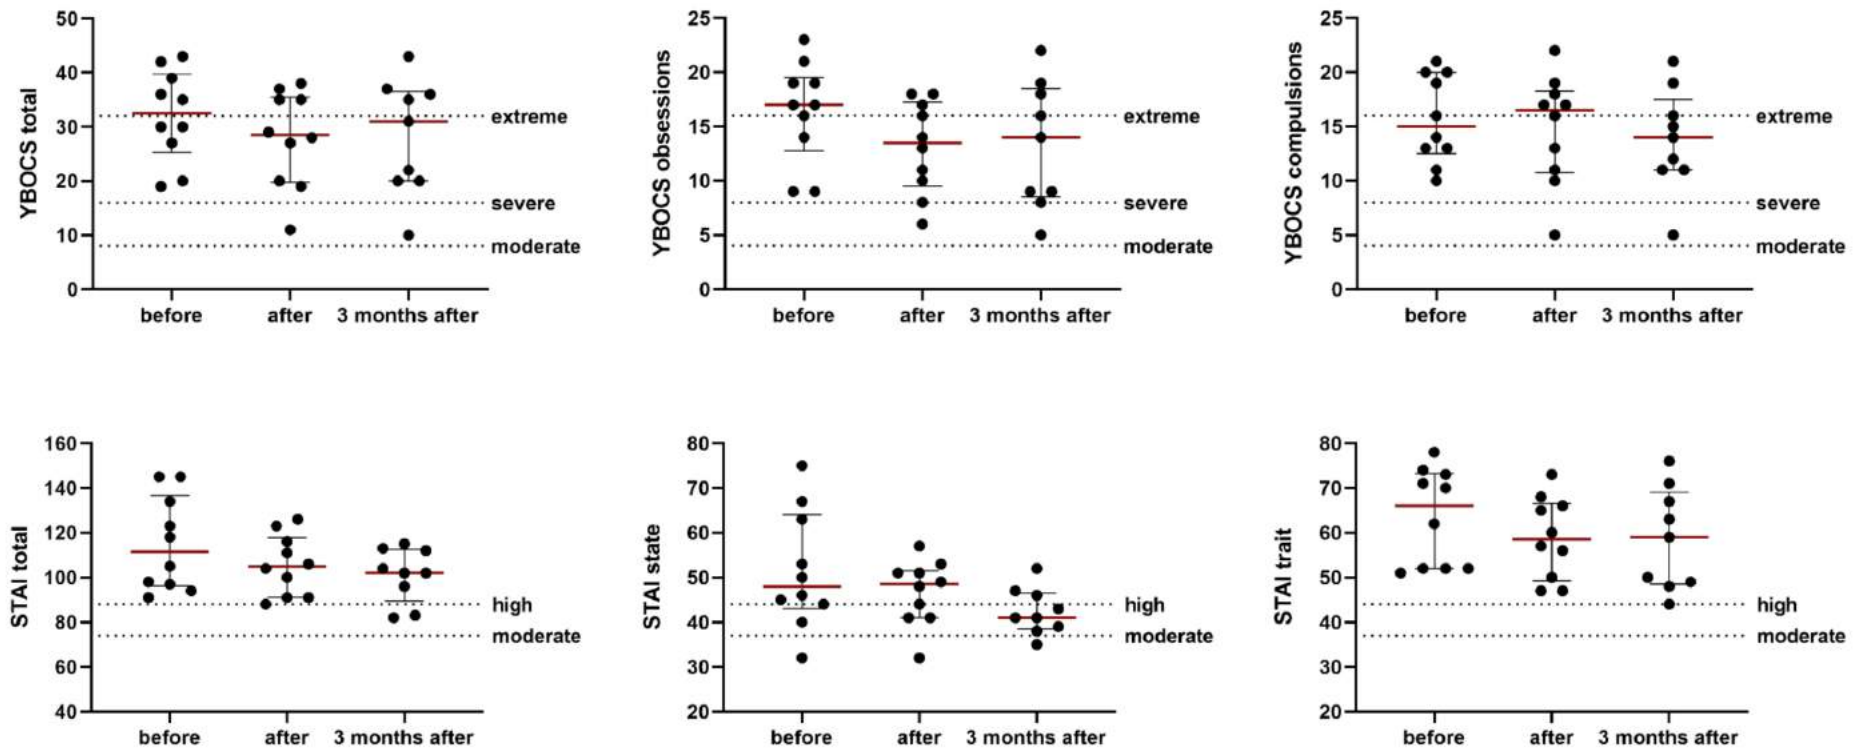 YBOCS total
50
40
30
20
10
0
extreme
severe
moderate
before after 3 months after
YBOCS obsessions
25
20
15
10
5
0
extreme
severe
moderate
before after 3 months after
YBOCS compulsions
25
20
15
10
5
0
extreme
severe
moderate
before after 3 months after
STAI total
160
140
120
100
80
60
40
high
moderate
before after 3 months after
STAI state
80
70
60
50
40
30
20
high
moderate
before after 3 months after
STAI trait
80
70
60
50
40
30
20
high
moderate
before after 3 months after